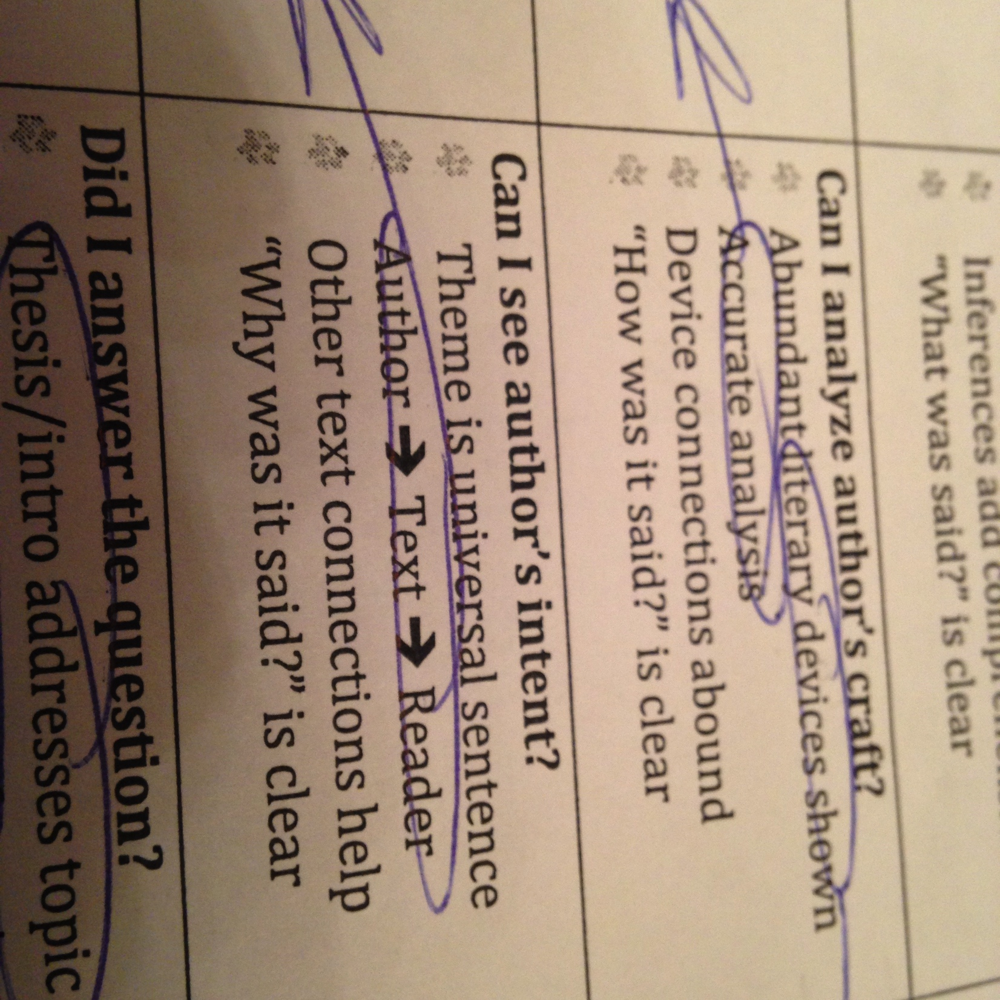 Inferences add
"What was said?" is clear
Can I analyze author's craft?
Abundant literary devices shown
Accurate analysis
Device connections abound
"How was it said?" is clear
Can I see author's intent?
Theme is universal sentence
Author ➔ Text ➔ Reader
Other text connections help
"Why was it said?" is clear
Did I answer the question?
Thesis/intro addresses topic